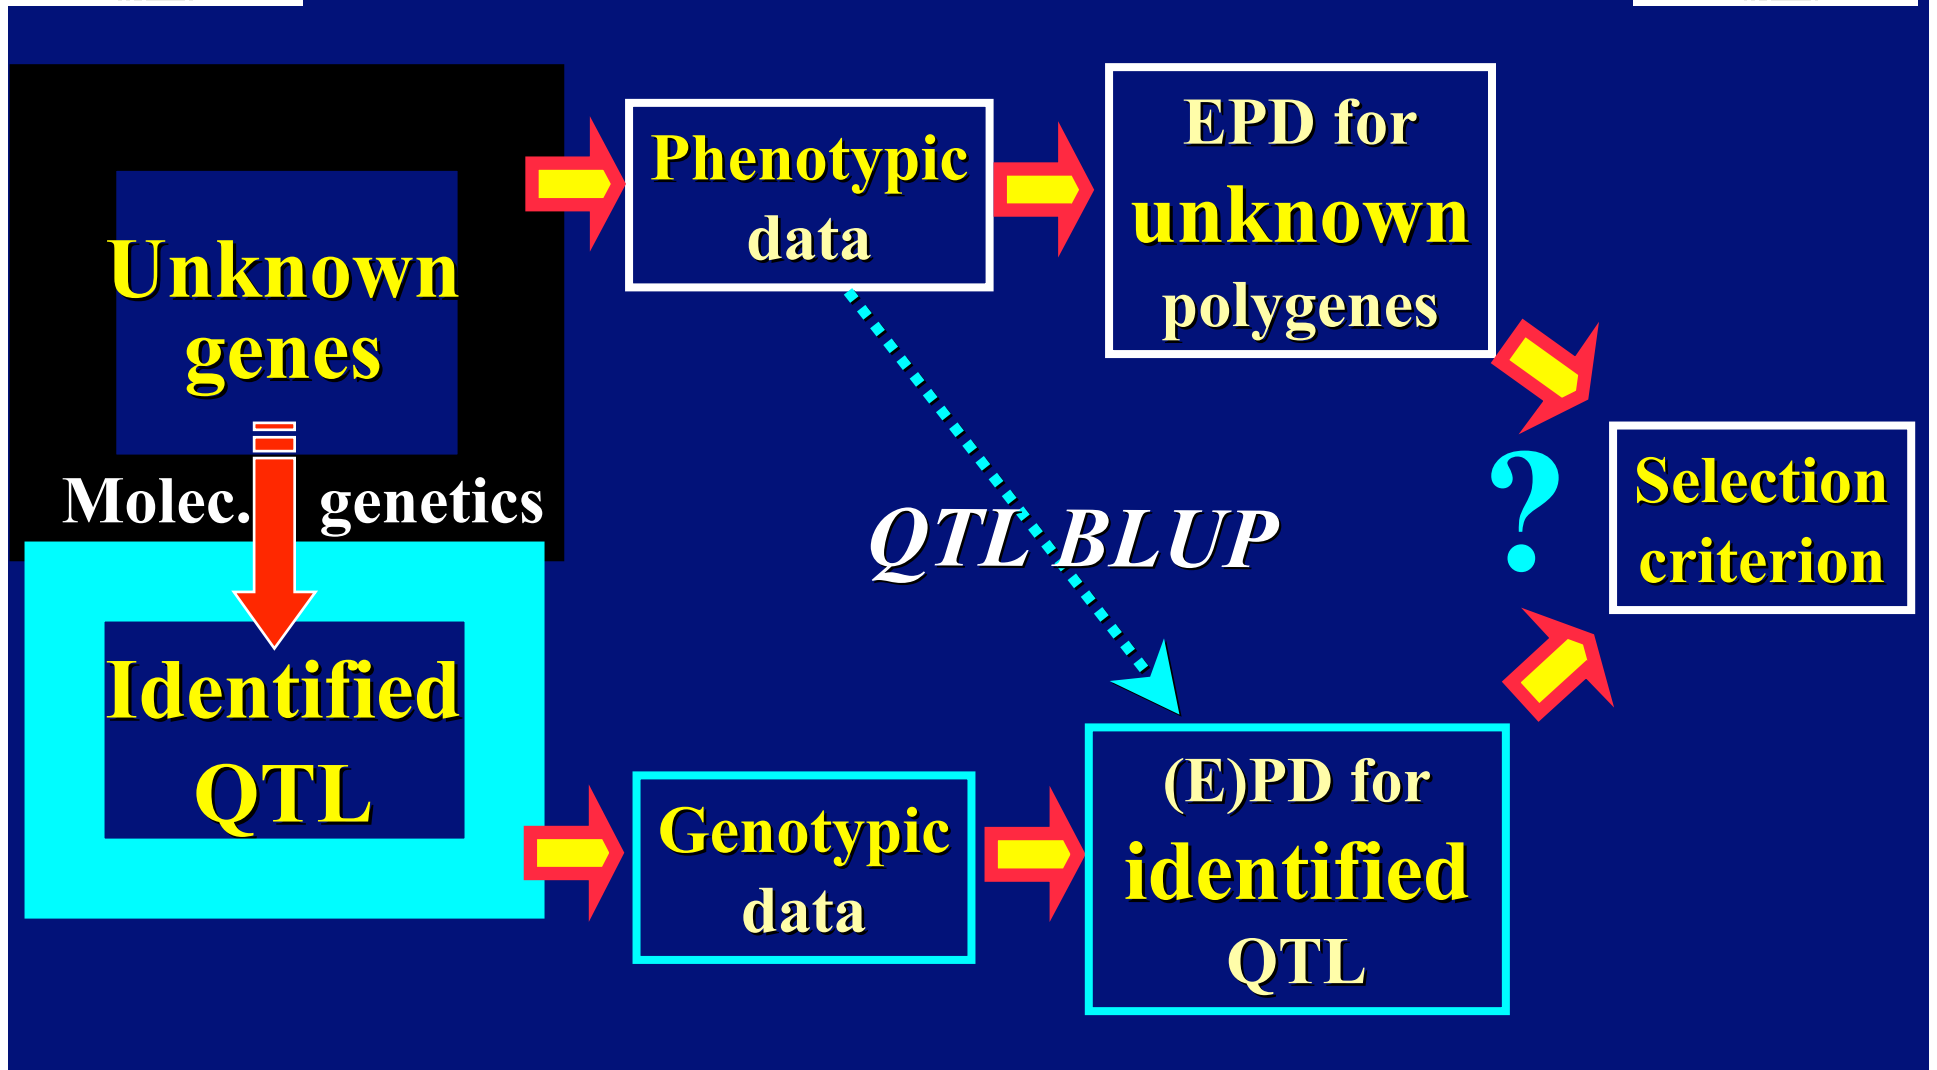 Unknown
genes
Molec. genetics
Identified
QTL
Phenotypic
data
EPD for
unknown
polygenes
QTL BLUP
?
Selection
criterion
Genotypic
data
(E)PD for
identified
QTL